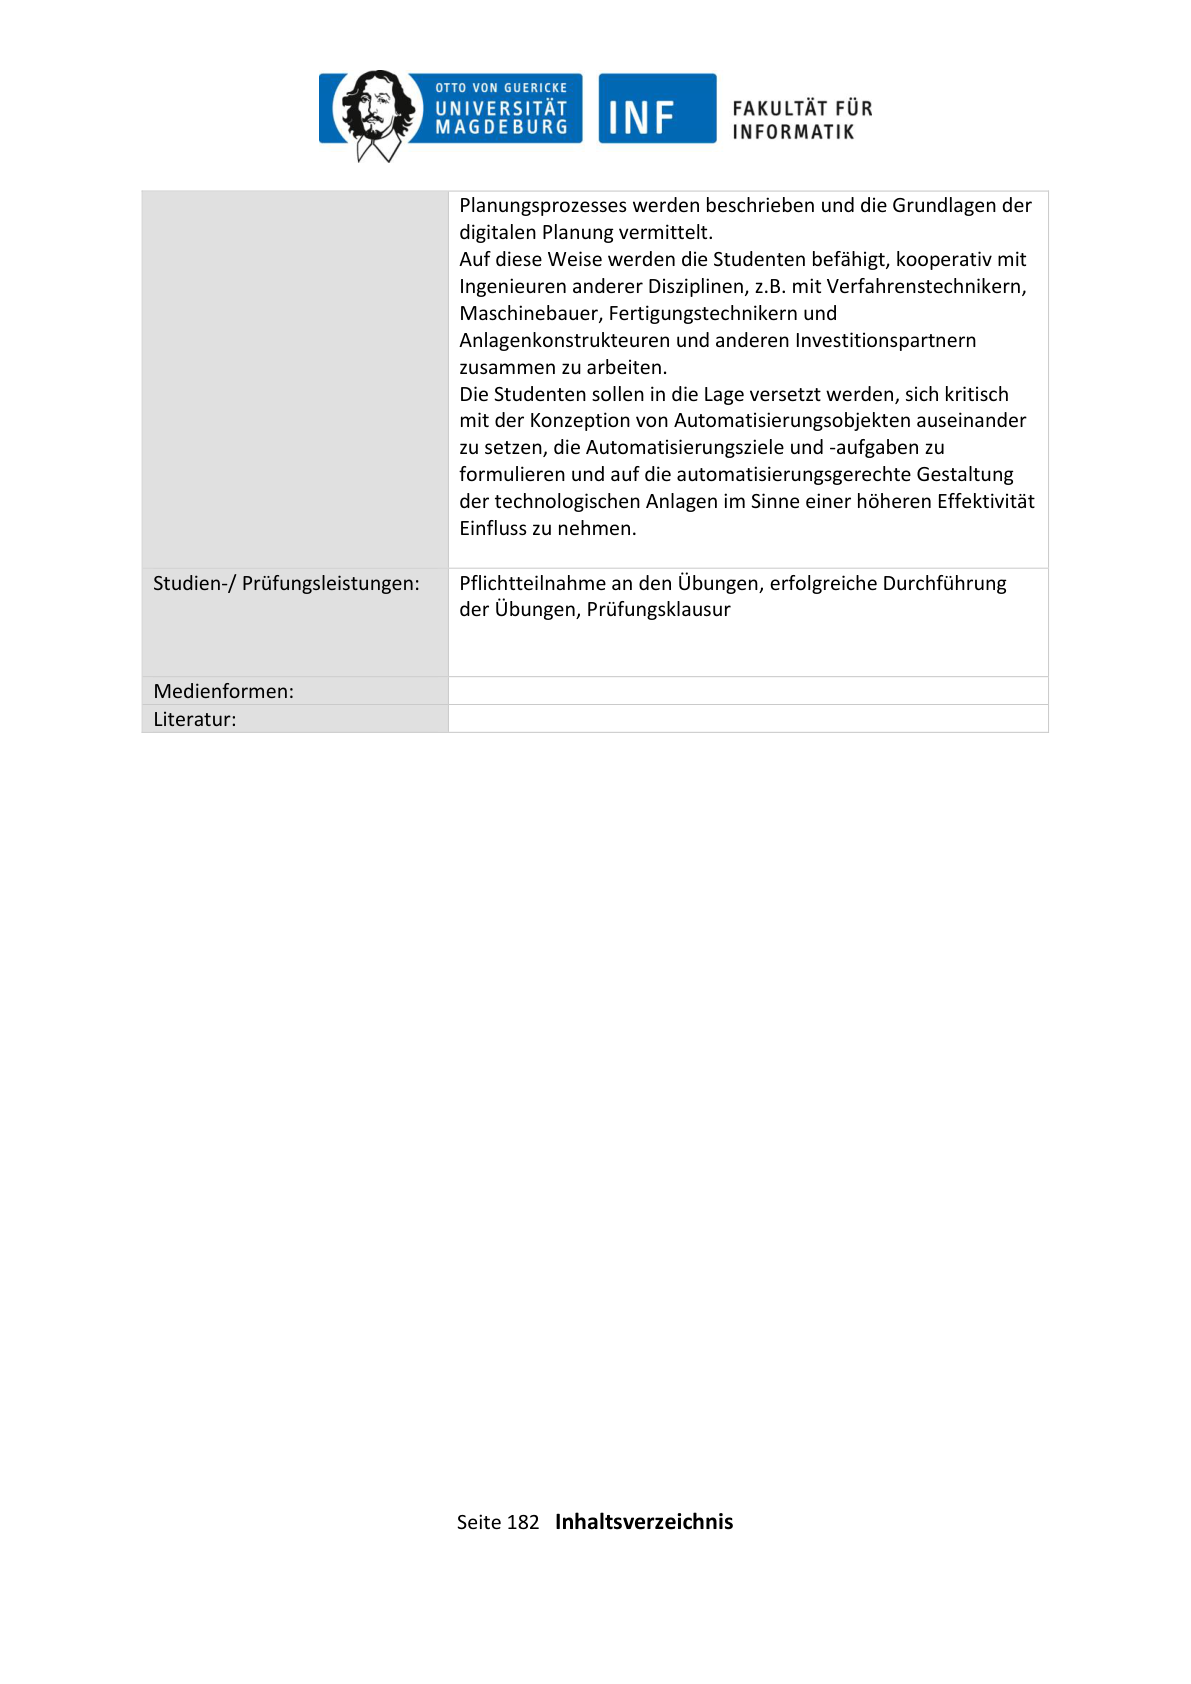 OTTO VON GUERICKE
UNIVERSITÄT
MAGDEBURG
INF
FAKULTÄT FÜR
INFORMATIK
Planungsprozesses werden beschrieben und die Grundlagen der
digitalen Planung vermittelt.
Auf diese Weise werden die Studenten befähigt, kooperativ mit
Ingenieuren anderer Disziplinen, z.B. mit Verfahrenstechnikern,
Maschinebauer, Fertigungstechnikern und
Anlagenkonstrukteuren und anderen Investitionspartnern
zusammen zu arbeiten.
Die Studenten sollen in die Lage versetzt werden, sich kritisch
mit der Konzeption von Automatisierungsobjekten auseinander
zu setzen, die Automatisierungsziele und -aufgaben zu
formulieren und auf die automatisierungsgerechte Gestaltung
der technologischen Anlagen im Sinne einer höheren Effektivität
Einfluss zu nehmen.
Studien-/ Prüfungsleistungen:
Pflichtteilnahme an den Übungen, erfolgreiche Durchführung
der Übungen, Prüfungsklausur
Medienformen:
Literatur:
Seite 182 Inhaltsverzeichnis